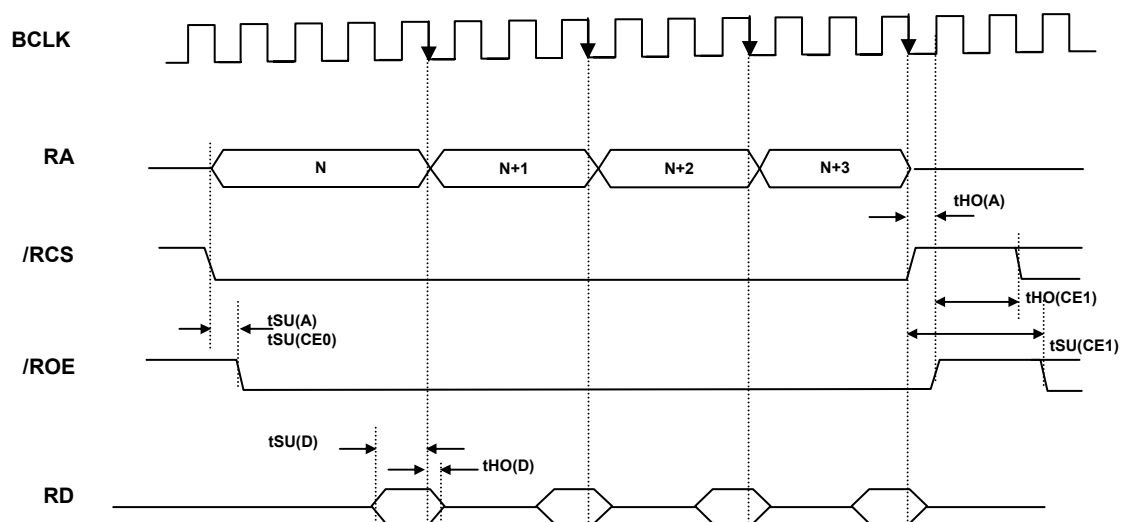 BCLK
RA
N
N+1
N+2
N+3
tHO(A)
/RCS
tHO(CE1)
tSU(A)
tSU(CE0)
tSU(CE1)
/ROE
tSU(D)
tHO(D)
RD